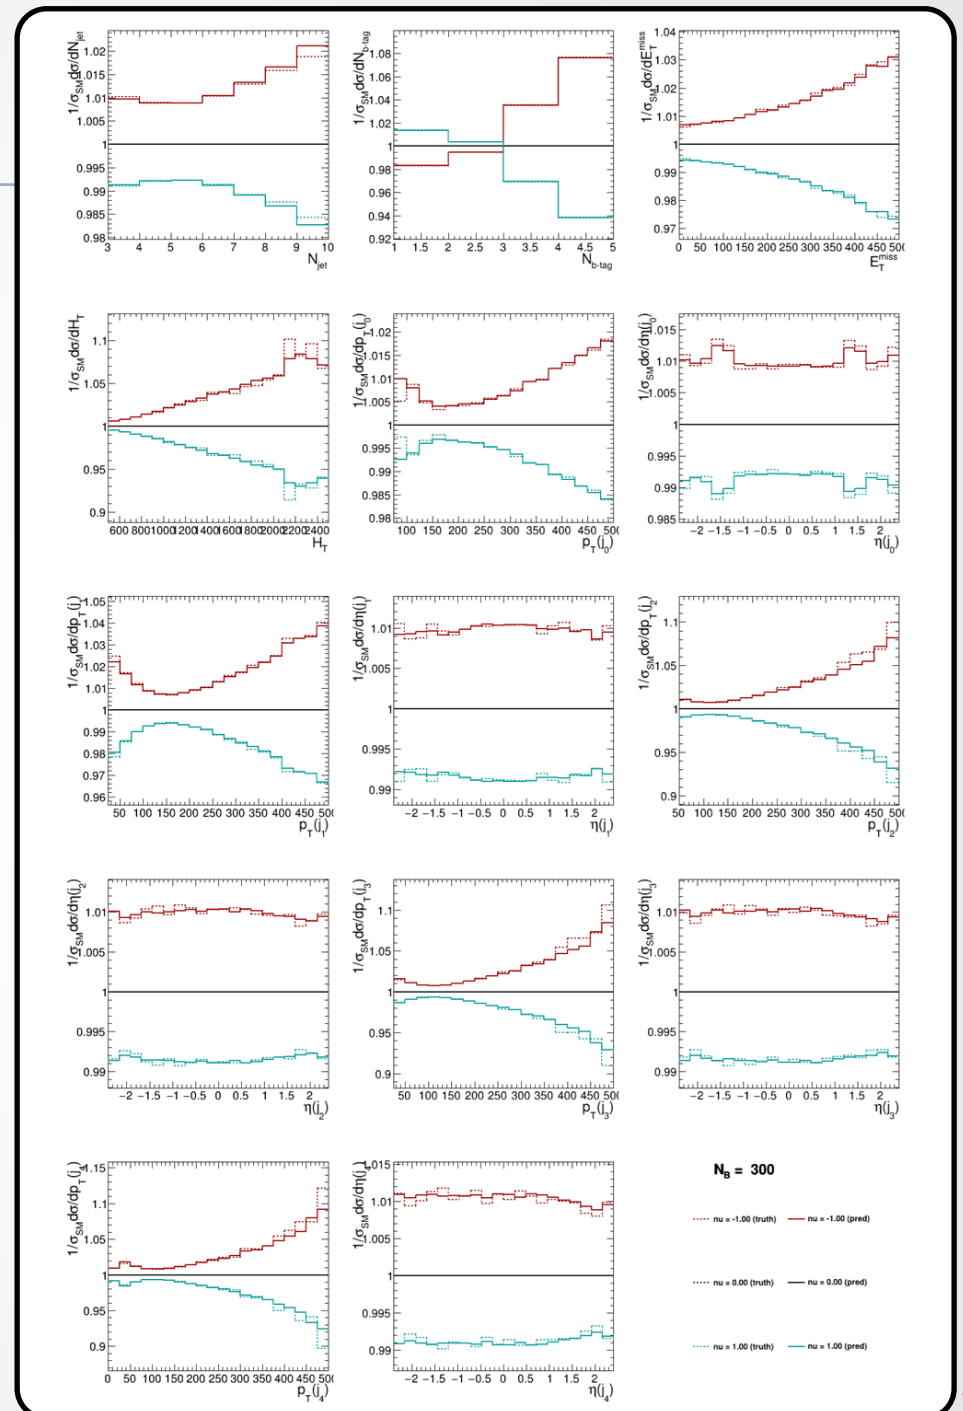 1/σSM dσ/dNjet
1.02
1.015
1.01
1.005
1
0.995
0.99
0.985
0.98
3 4 5 6 7 8 9 10
Njet
1/σSM dσ/dNb-tag
1.08
1.06
1.04
1.02
1
0.98
0.96
0.94
0.92
1 1.5 2 2.5 3 3.5 4 4.5 5
Nb-tag
1/σSM dσ/dETmiss
1.04
1.03
1.02
1.01
1
0.99
0.98
0.97
0 50 100 150 200 250 300 350 400 450 500
ETmiss
1/σSM dσ/dHT
1.1
1.05
1
0.95
0.9
600 800 1000 1200 1400 1600 1800 2000 2200 2400
HT
1/σSM dσ/dpT(j0)
1.02
1.015
1.01
1.005
1
0.995
0.99
0.985
0.98
100 150 200 250 300 350 400 450 500
pT(j0)
1/σSM dσ/dη(j0)
1.015
1.01
1.005
1
0.995
0.99
0.985
−2 −1.5 −1 −0.5 0 0.5 1 1.5 2
η(j0)
1/σSM dσ/dpT(j1)
1.05
1.04
1.03
1.02
1.01
1
0.99
0.98
0.97
0.96
50 100 150 200 250 300 350 400 450 500
pT(j1)
1/σSM dσ/dη(j1)
1.01
1.005
1
0.995
0.99
−2 −1.5 −1 −0.5 0 0.5 1 1.5 2
η(j1)
1/σSM dσ/dpT(j2)
1.1
1.05
1
0.95
0.9
50 100 150 200 250 300 350 400 450 500
pT(j2)
1/σSM dσ/dη(j2)
1.01
1.005
1
0.995
0.99
−2 −1.5 −1 −0.5 0 0.5 1 1.5 2
η(j2)
1/σSM dσ/dpT(j3)
1.1
1.05
1
0.95
0.9
50 100 150 200 250 300 350 400 450 500
pT(j3)
1/σSM dσ/dη(j3)
1.01
1.005
1
0.995
0.99
−2 −1.5 −1 −0.5 0 0.5 1 1.5 2
η(j3)
1/σSM dσ/dpT(j4)
1.15
1.1
1.05
1
0.95
0.9
0 50 100 150 200 250 300 350 400 450 500
pT(j4)
1/σSM dσ/dη(j4)
1.015
1.01
1.005
1
0.995
0.99
−2 −1.5 −1 −0.5 0 0.5 1 1.5 2
η(j4)
NB = 300
nu = -1.00 (truth) nu = -1.00 (pred)
nu = 0.00 (truth) nu = 0.00 (pred)
nu = 1.00 (truth) nu = 1.00 (pred)